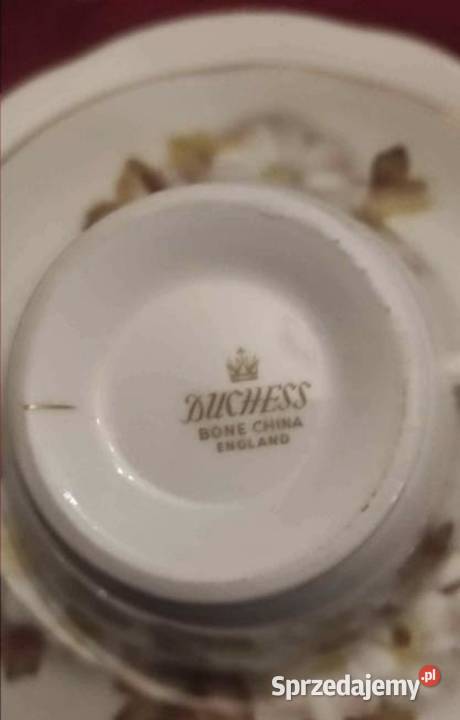 DUCHESS
BONE CHINA
ENGLAND
Sprzedajemy.pl